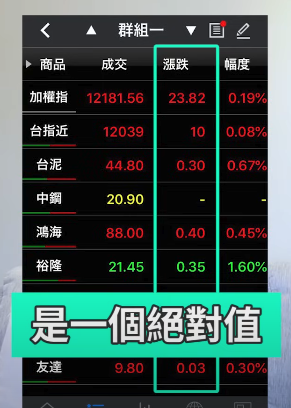 群組一
商品 成交 漲跌 幅度
加權指 12181.56 23.82 0.19%
台指近 12039 10 0.08%
台泥 44.80 0.30 0.67%
中鋼 20.90 - -
鴻海 88.00 0.40 0.45%
裕隆 21.45 0.35 1.60%
是一個絕對值
友達 9.80 0.03 0.30%